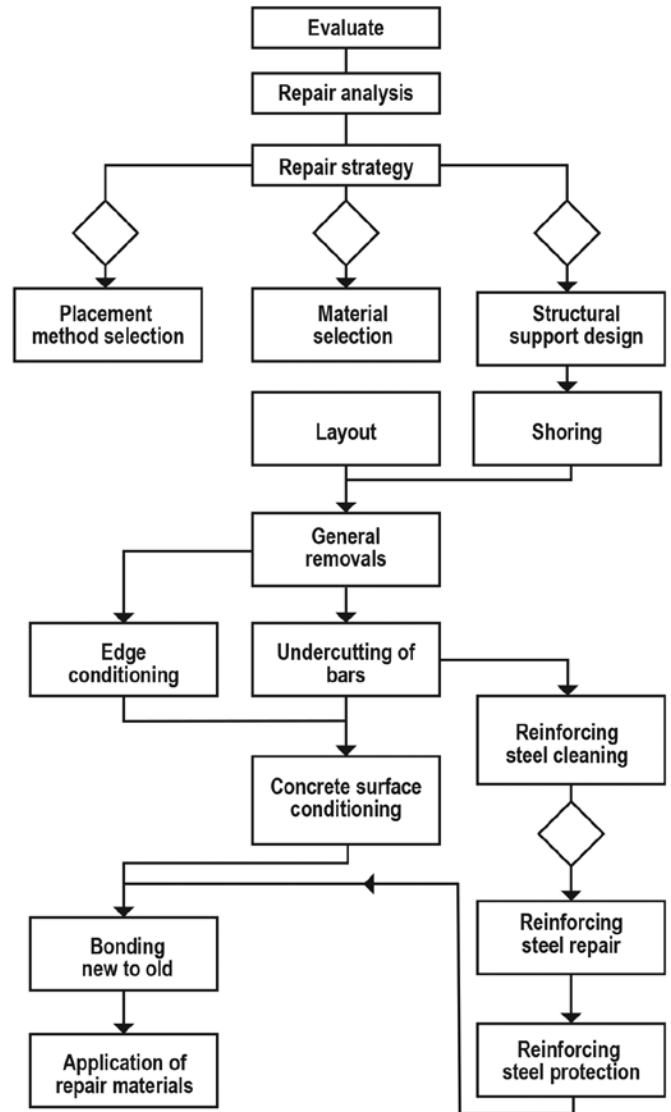 Evaluate
Repair analysis
Repair strategy
Placement
method selection
Material
selection
Structural
support design
Layout
Shoring
General
removals
Edge
conditioning
Undercutting of
bars
Reinforcing
steel cleaning
Concrete surface
conditioning
Bonding
new to old
Reinforcing
steel repair
Application of
repair materials
Reinforcing
steel protection